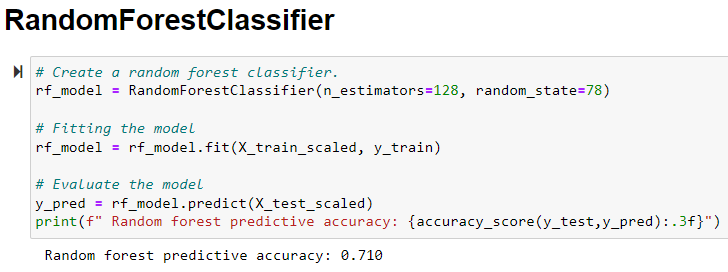 RandomForestClassifier
# Create a random forest classifier.
rf_model = RandomForestClassifier(n_estimators=128, random_state=78)
# Fitting the model
rf_model = rf_model.fit(X_train_scaled, y_train)
# Evaluate the model
y_pred = rf_model.predict(X_test_scaled)
print(f" Random forest predictive accuracy: {accuracy_score(y_test,y_pred):.3f}")
Random forest predictive accuracy: 0.710